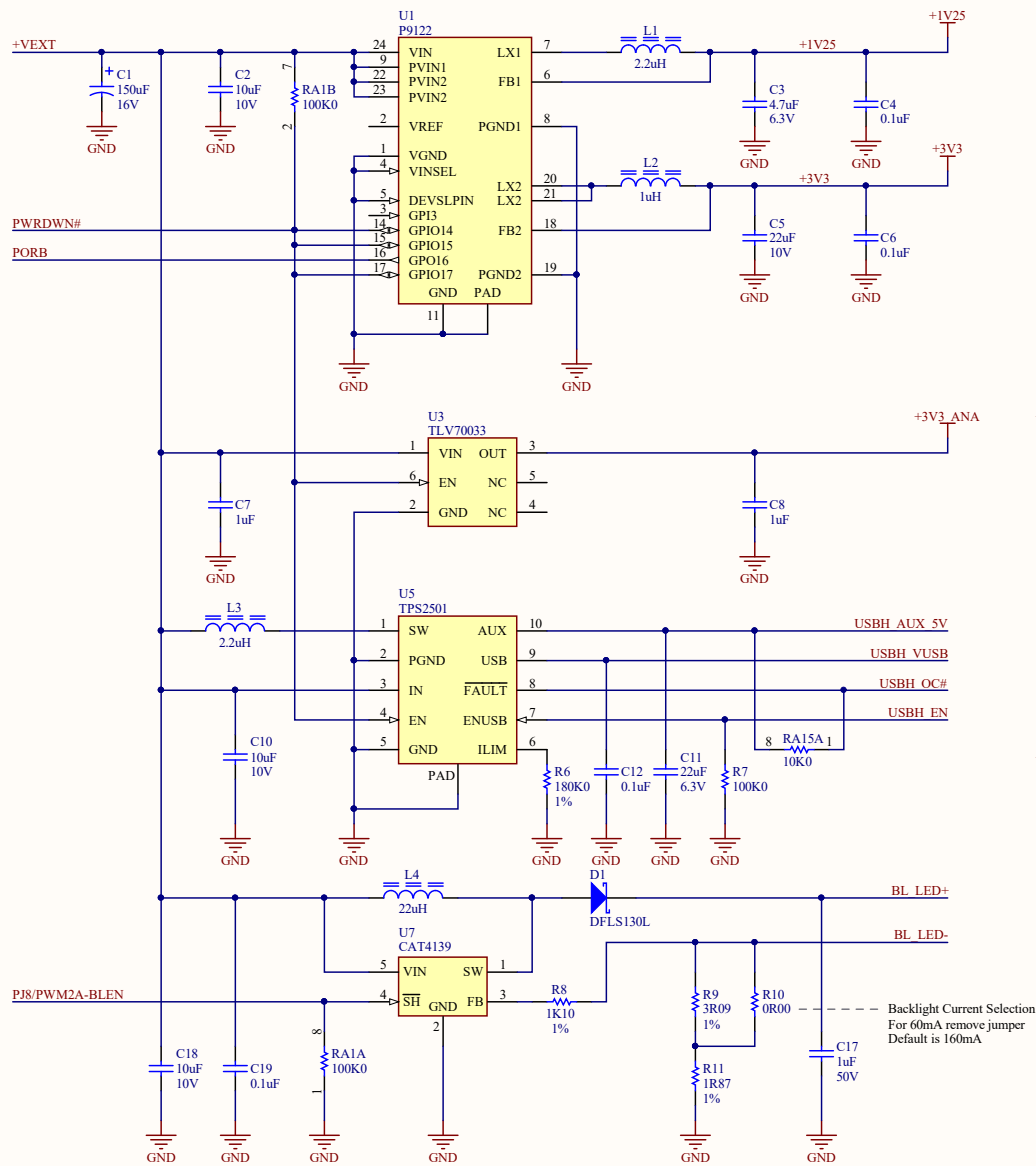 U1
P9122
+VEXT
24 VIN
9 PVIN1
22 PVIN2
23 PVIN2
2 VREF
1 VGND
4 VINSEL
5 DEVSLPIN
3 GPI3
14 GPIO14
15 GPIO15
16 GPO16
17 GPIO17
LX1 7
FB1 6
PGND1 8
LX2 20
LX2 21
FB2 18
PGND2 19
GND PAD
11
C1
150uF
16V
GND
C2
10uF
10V
GND
7
RA1B
100K0
2
PWRDWN#
PORB
L1
2.2uH
+1V25
+1V25
C3
4.7uF
6.3V
GND
C4
0.1uF
GND
L2
1uH
+3V3
+3V3
C5
22uF
10V
GND
C6
0.1uF
GND
GND
GND
U3
TLV70033
1 VIN OUT 3
6 EN NC 5
2 GND NC 4
+3V3_ANA
C7
1uF
GND
C8
1uF
GND
L3
2.2uH
U5
TPS2501
1 SW AUX 10
2 PGND USB 9
3 IN FAULT 8
4 EN ENUSB 7
5 GND ILIM 6
PAD
USBH_AUX_5V
USBH_VUSB
USBH_OC#
USBH_EN
8 RA15A 1
10K0
C10
10uF
10V
GND
GND
R6
180K0
1%
GND
C12
0.1uF
GND
C11
22uF
6.3V
GND
R7
100K0
GND
L4
22uH
D1
DFLS130L
BL_LED+
BL_LED-
U7
CAT4139
5 VIN SW 1
4 SH FB 3
GND
2
GND
PJ8/PWM2A-BLEN
R8
1K10
1%
R9
3R09
1%
R10
0R00
R11
1R87
1%
GND
Backlight Current Selection
For 60mA remove jumper
Default is 160mA
C17
1uF
50V
GND
C18
10uF
10V
GND
C19
0.1uF
GND
8
RA1A
100K0
1
GND